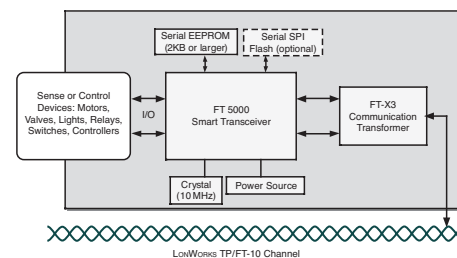 Serial EEPROM
(2KB or larger)
Serial SPI
Flash (optional)
Sense or Control
Devices: Motors,
Valves, Lights, Relays,
Switches, Controllers
I/O
FT 5000
Smart Transceiver
FT-X3
Communication
Transformer
Crystal
(10 MHz)
Power Source
LONWORKS TP/FT-10 Channel